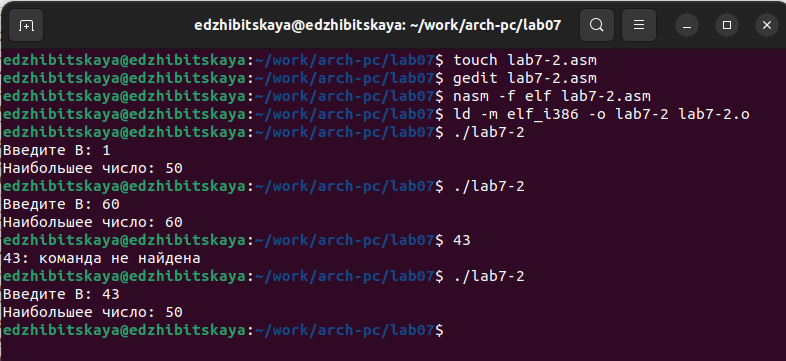 edzhibitskaya@edzhibitskaya: ~/work/arch-pc/lab07
edzhibitskaya@edzhibitskaya:~/work/arch-pc/lab07$ touch lab7-2.asm
edzhibitskaya@edzhibitskaya:~/work/arch-pc/lab07$ gedit lab7-2.asm
edzhibitskaya@edzhibitskaya:~/work/arch-pc/lab07$ nasm -f elf lab7-2.asm
edzhibitskaya@edzhibitskaya:~/work/arch-pc/lab07$ ld -m elf_i386 -o lab7-2 lab7-2.o
edzhibitskaya@edzhibitskaya:~/work/arch-pc/lab07$ ./lab7-2
Введите В: 1
Наибольшее число: 50
edzhibitskaya@edzhibitskaya:~/work/arch-pc/lab07$ ./lab7-2
Введите В: 60
Наибольшее число: 60
edzhibitskaya@edzhibitskaya:~/work/arch-pc/lab07$ 43
43: команда не найдена
edzhibitskaya@edzhibitskaya:~/work/arch-pc/lab07$ ./lab7-2
Введите В: 43
Наибольшее число: 50
edzhibitskaya@edzhibitskaya:~/work/arch-pc/lab07$